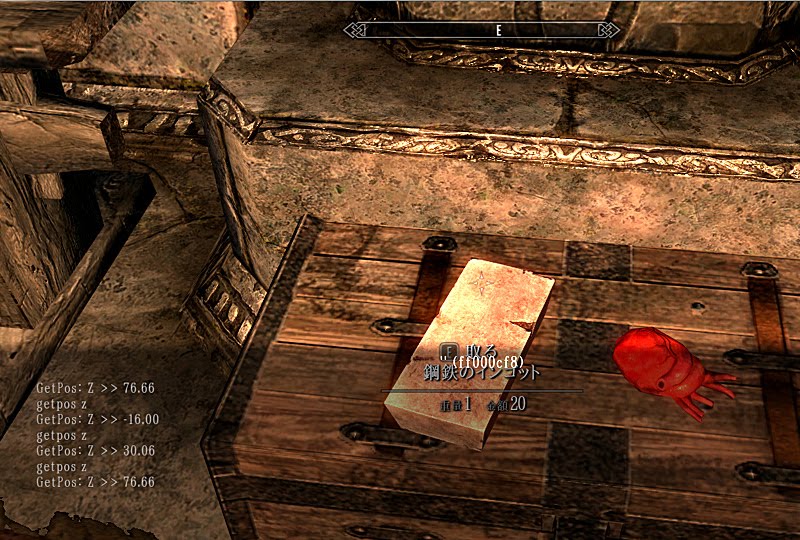 E
E 取る
"(ff000cf8)
鋼鉄のインゴット
重量 1 金額 20
GetPos: Z >> 76.66
getpos z
GetPos: Z >> -16.00
getpos z
GetPos: Z >> 30.06
getpos z
GetPos: Z >> 76.66